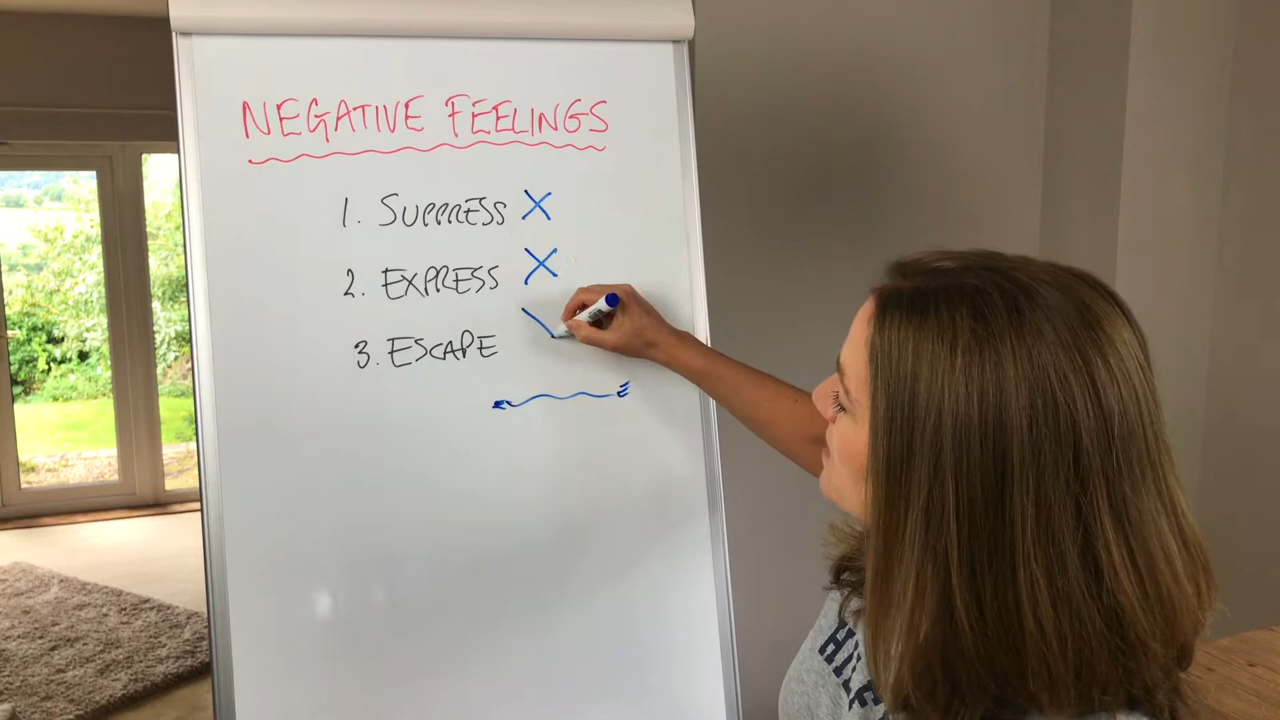 NEGATIVE FEELINGS
1. SUPPRESS X
2. EXPRESS X
3. ESCAPE